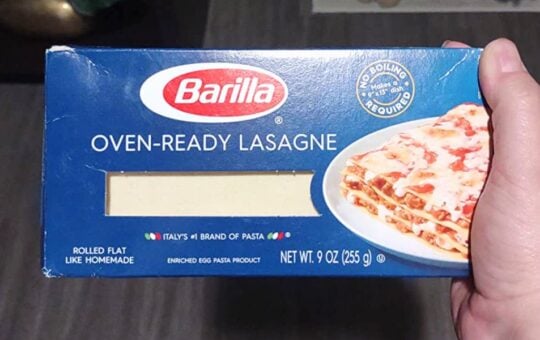 Barilla
®
NO BOILING
Makes a
9"x13" dish
REQUIRED
OVEN-READY LASAGNE
ITALY'S #1 BRAND OF PASTA ®
ROLLED FLAT
LIKE HOMEMADE
ENRICHED EGG PASTA PRODUCT
NET WT. 9 OZ (255 g)